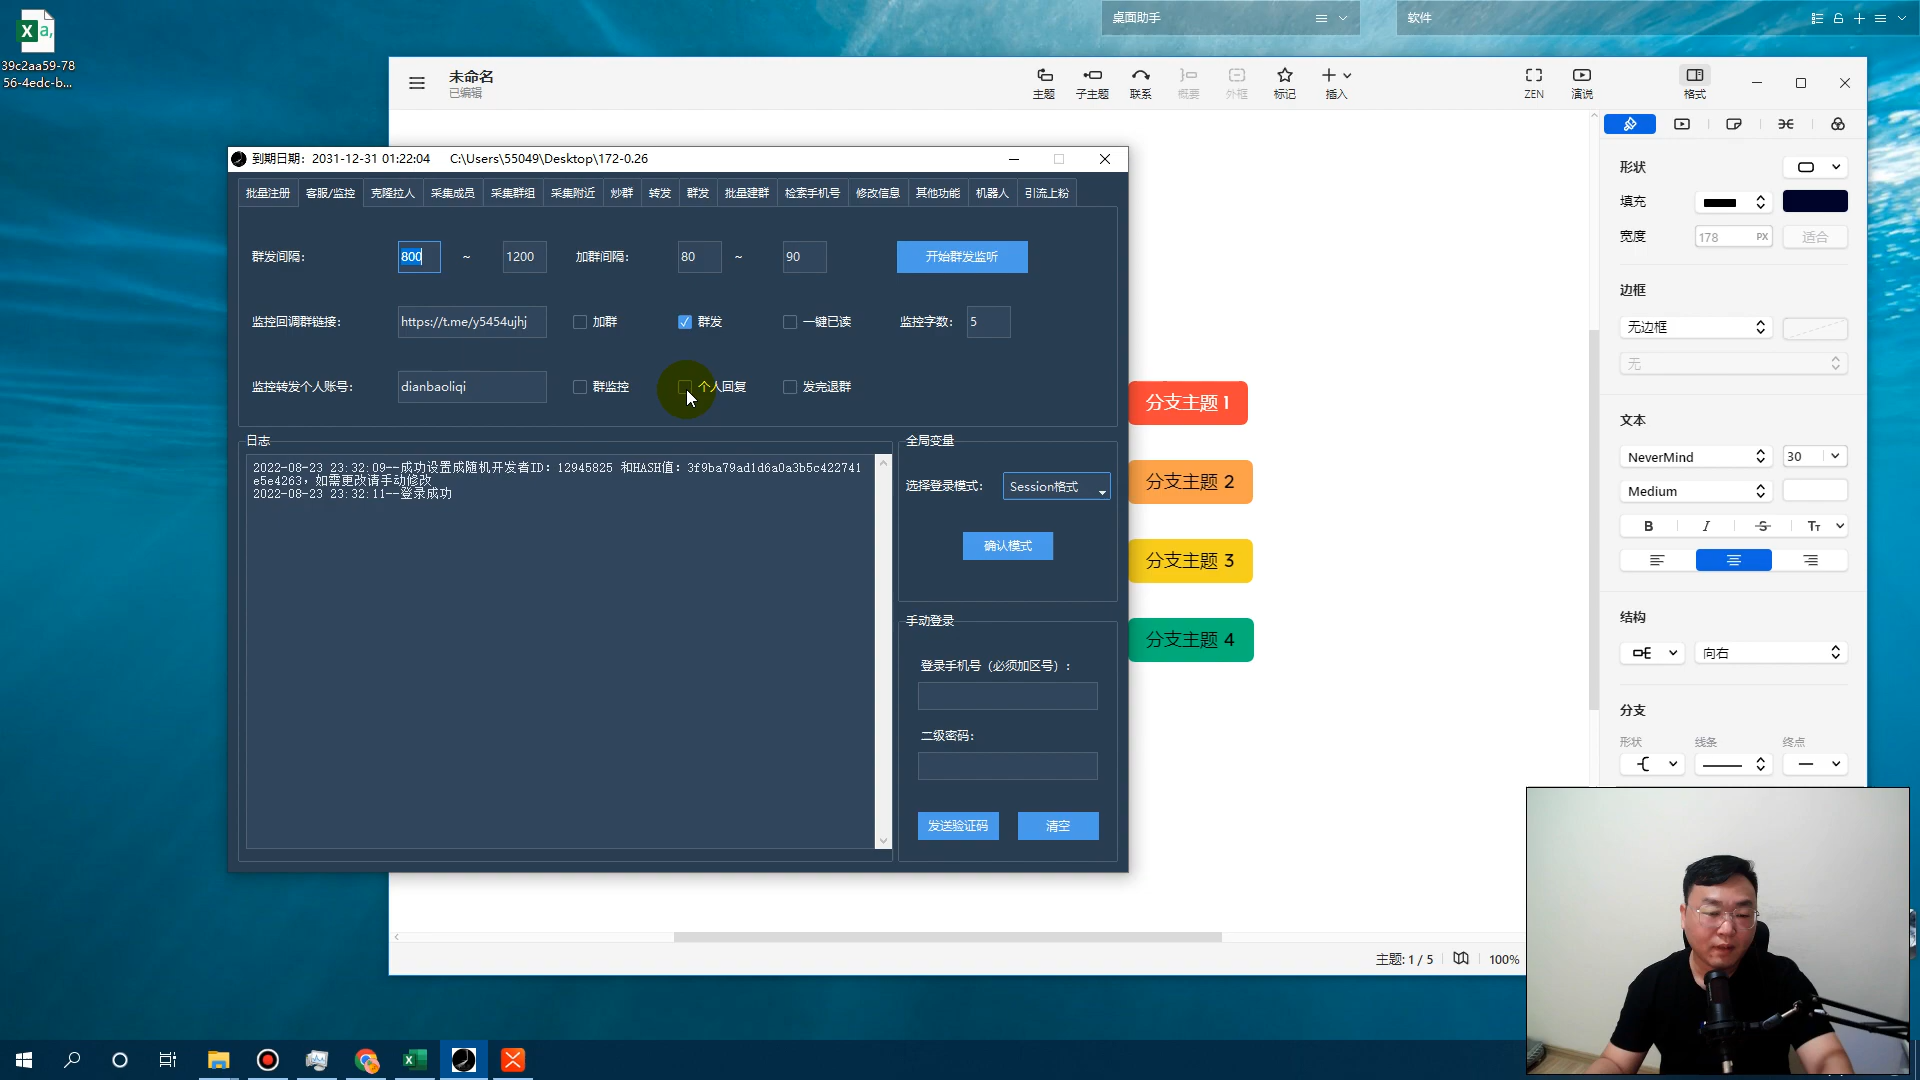 桌面助手
软件
39c2aa59-78
56-4edc-b...
未命名
已编辑
主题
子主题
联系
概要
外框
标记
插入
ZEN
演说
格式
到期日期：2031-12-31 01:22:04 C:\Users\55049\Desktop\172-0.26
批量注册
客服/监控
克隆拉人
采集成员
采集群组
采集附近
炒群
转发
群发
批量建群
检索手机号
修改信息
其他功能
机器人
引流上粉
群发间隔：
800
~
1200
加群间隔：
80
~
90
开始群发监听
监控回调群链接：
https://t.me/y5454ujhj
加群
群发
一键已读
监控字数：
5
监控转发个人账号：
dianbaoliqi
群监控
个人回复
发完退群
日志
2022-08-23 23:32:09--成功设置成随机开发者ID：12945825 和HASH值：3f9ba79ad1d6a0a3b5c422741
e5e4263，如需更改请手动修改
2022-08-23 23:32:11--登录成功
全局变量
选择登录模式：
Session格式
确认模式
手动登录
登录手机号（必须加区号）：
二级密码：
发送验证码
清空
分支主题 1
分支主题 2
分支主题 3
分支主题 4
形状
填充
宽度
178
PX
适合
边框
无边框
无
文本
NeverMind
30
Medium
B
I
S
Tт
结构
向右
分支
形状
线条
终点
主题: 1 / 5
100%